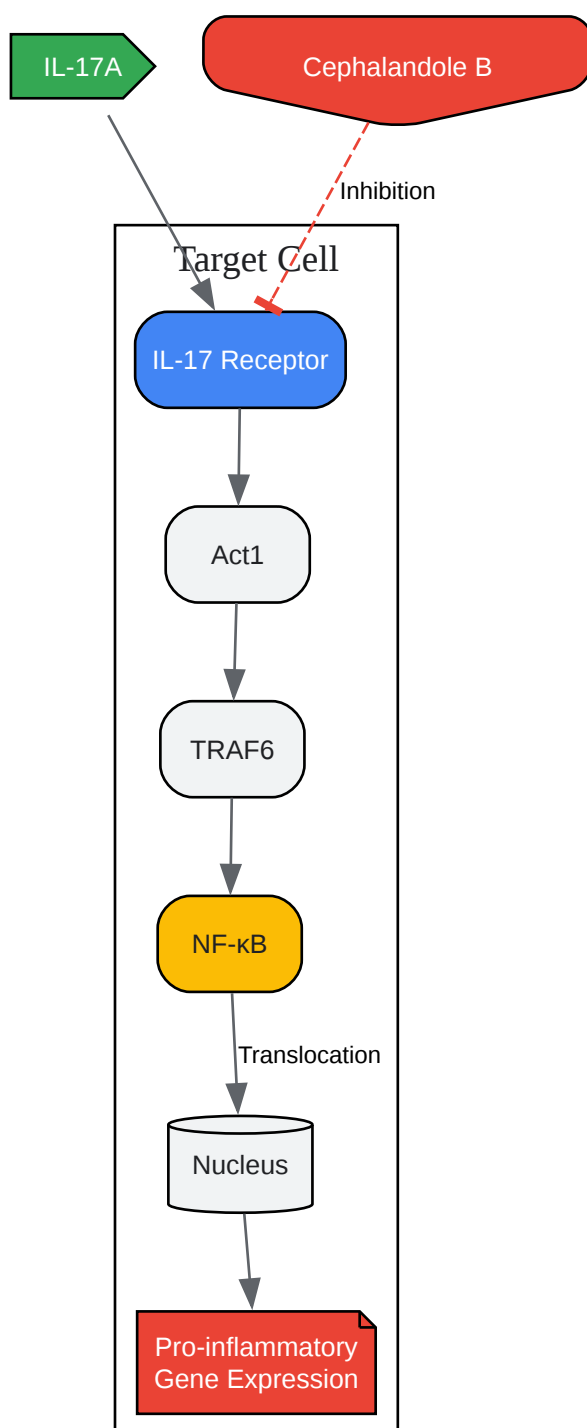 IL-17A
Cephalandole B
Inhibition
Target Cell
IL-17 Receptor
Act1
TRAF6
NF-κB
Translocation
Nucleus
Pro-inflammatory
Gene Expression